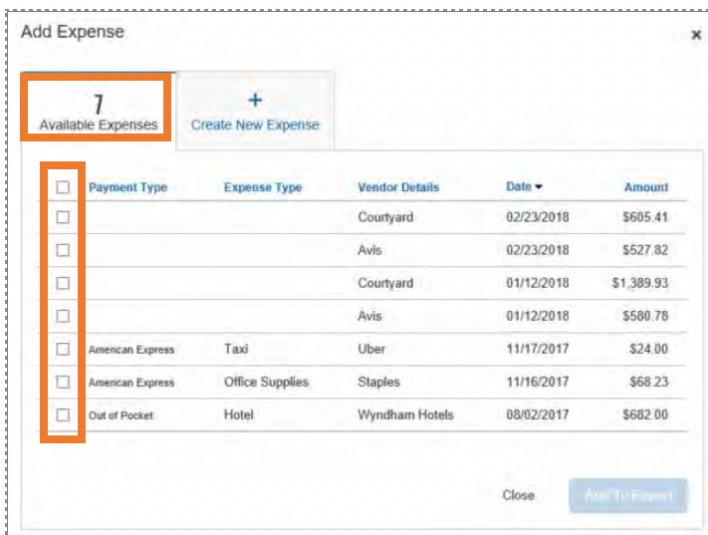 Add Expense ×
7
Available Expenses
+
Create New Expense
Payment Type Expense Type Vendor Details Date Amount
Courtyard 02/23/2018 $605.41
Avis 02/23/2018 $527.82
Courtyard 01/12/2018 $1,389.93
Avis 01/12/2018 $580.78
American Express Taxi Uber 11/17/2017 $24.00
American Express Office Supplies Staples 11/16/2017 $68.23
Out of Pocket Hotel Wyndham Hotels 08/02/2017 $682.00
Close Add To Report